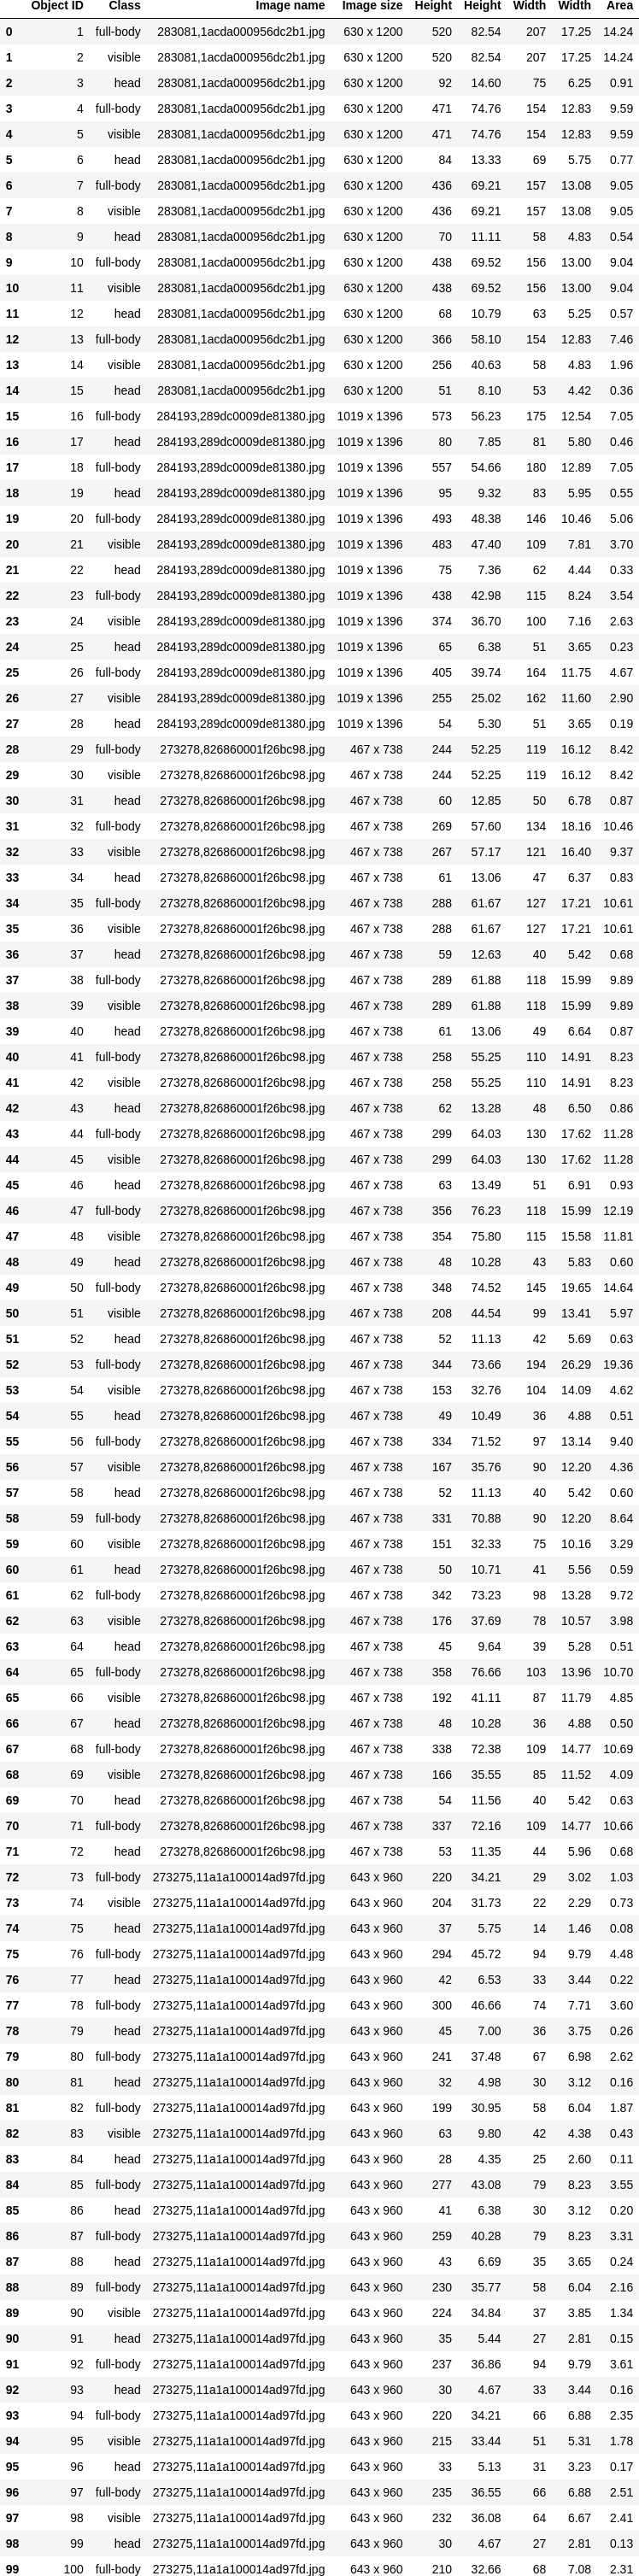 Object ID Class Image name Image size Height Height Width Width Area
0 1 full-body 283081,1acda000956dc2b1.jpg 630 x 1200 520 82.54 207 17.25 14.24
1 2 visible 283081,1acda000956dc2b1.jpg 630 x 1200 520 82.54 207 17.25 14.24
2 3 head 283081,1acda000956dc2b1.jpg 630 x 1200 92 14.60 75 6.25 0.91
3 4 full-body 283081,1acda000956dc2b1.jpg 630 x 1200 471 74.76 154 12.83 9.59
4 5 visible 283081,1acda000956dc2b1.jpg 630 x 1200 471 74.76 154 12.83 9.59
5 6 head 283081,1acda000956dc2b1.jpg 630 x 1200 84 13.33 69 5.75 0.77
6 7 full-body 283081,1acda000956dc2b1.jpg 630 x 1200 436 69.21 157 13.08 9.05
7 8 visible 283081,1acda000956dc2b1.jpg 630 x 1200 436 69.21 157 13.08 9.05
8 9 head 283081,1acda000956dc2b1.jpg 630 x 1200 70 11.11 58 4.83 0.54
9 10 full-body 283081,1acda000956dc2b1.jpg 630 x 1200 438 69.52 156 13.00 9.04
10 11 visible 283081,1acda000956dc2b1.jpg 630 x 1200 438 69.52 156 13.00 9.04
11 12 head 283081,1acda000956dc2b1.jpg 630 x 1200 68 10.79 63 5.25 0.57
12 13 full-body 283081,1acda000956dc2b1.jpg 630 x 1200 366 58.10 154 12.83 7.46
13 14 visible 283081,1acda000956dc2b1.jpg 630 x 1200 256 40.63 58 4.83 1.96
14 15 head 283081,1acda000956dc2b1.jpg 630 x 1200 51 8.10 53 4.42 0.36
15 16 full-body 284193,289dc0009de81380.jpg 1019 x 1396 573 56.23 175 12.54 7.05
16 17 head 284193,289dc0009de81380.jpg 1019 x 1396 80 7.85 81 5.80 0.46
17 18 full-body 284193,289dc0009de81380.jpg 1019 x 1396 557 54.66 180 12.89 7.05
18 19 head 284193,289dc0009de81380.jpg 1019 x 1396 95 9.32 83 5.95 0.55
19 20 full-body 284193,289dc0009de81380.jpg 1019 x 1396 493 48.38 146 10.46 5.06
20 21 visible 284193,289dc0009de81380.jpg 1019 x 1396 483 47.40 109 7.81 3.70
21 22 head 284193,289dc0009de81380.jpg 1019 x 1396 75 7.36 62 4.44 0.33
22 23 full-body 284193,289dc0009de81380.jpg 1019 x 1396 438 42.98 115 8.24 3.54
23 24 visible 284193,289dc0009de81380.jpg 1019 x 1396 374 36.70 100 7.16 2.63
24 25 head 284193,289dc0009de81380.jpg 1019 x 1396 65 6.38 51 3.65 0.23
25 26 full-body 284193,289dc0009de81380.jpg 1019 x 1396 405 39.74 164 11.75 4.67
26 27 visible 284193,289dc0009de81380.jpg 1019 x 1396 255 25.02 162 11.60 2.90
27 28 head 284193,289dc0009de81380.jpg 1019 x 1396 54 5.30 51 3.65 0.19
28 29 full-body 273278,826860001f26bc98.jpg 467 x 738 244 52.25 119 16.12 8.42
29 30 visible 273278,826860001f26bc98.jpg 467 x 738 244 52.25 119 16.12 8.42
30 31 head 273278,826860001f26bc98.jpg 467 x 738 60 12.85 50 6.78 0.87
31 32 full-body 273278,826860001f26bc98.jpg 467 x 738 269 57.60 134 18.16 10.46
32 33 visible 273278,826860001f26bc98.jpg 467 x 738 267 57.17 121 16.40 9.37
33 34 head 273278,826860001f26bc98.jpg 467 x 738 61 13.06 47 6.37 0.83
34 35 full-body 273278,826860001f26bc98.jpg 467 x 738 288 61.67 127 17.21 10.61
35 36 visible 273278,826860001f26bc98.jpg 467 x 738 288 61.67 127 17.21 10.61
36 37 head 273278,826860001f26bc98.jpg 467 x 738 59 12.63 40 5.42 0.68
37 38 full-body 273278,826860001f26bc98.jpg 467 x 738 289 61.88 118 15.99 9.89
38 39 visible 273278,826860001f26bc98.jpg 467 x 738 289 61.88 118 15.99 9.89
39 40 head 273278,826860001f26bc98.jpg 467 x 738 61 13.06 49 6.64 0.87
40 41 full-body 273278,826860001f26bc98.jpg 467 x 738 258 55.25 110 14.91 8.23
41 42 visible 273278,826860001f26bc98.jpg 467 x 738 258 55.25 110 14.91 8.23
42 43 head 273278,826860001f26bc98.jpg 467 x 738 62 13.28 48 6.50 0.86
43 44 full-body 273278,826860001f26bc98.jpg 467 x 738 299 64.03 130 17.62 11.28
44 45 visible 273278,826860001f26bc98.jpg 467 x 738 299 64.03 130 17.62 11.28
45 46 head 273278,826860001f26bc98.jpg 467 x 738 63 13.49 51 6.91 0.93
46 47 full-body 273278,826860001f26bc98.jpg 467 x 738 356 76.23 118 15.99 12.19
47 48 visible 273278,826860001f26bc98.jpg 467 x 738 354 75.80 115 15.58 11.81
48 49 head 273278,826860001f26bc98.jpg 467 x 738 48 10.28 43 5.83 0.60
49 50 full-body 273278,826860001f26bc98.jpg 467 x 738 348 74.52 145 19.65 14.64
50 51 visible 273278,826860001f26bc98.jpg 467 x 738 208 44.54 99 13.41 5.97
51 52 head 273278,826860001f26bc98.jpg 467 x 738 52 11.13 42 5.69 0.63
52 53 full-body 273278,826860001f26bc98.jpg 467 x 738 344 73.66 194 26.29 19.36
53 54 visible 273278,826860001f26bc98.jpg 467 x 738 153 32.76 104 14.09 4.62
54 55 head 273278,826860001f26bc98.jpg 467 x 738 49 10.49 36 4.88 0.51
55 56 full-body 273278,826860001f26bc98.jpg 467 x 738 334 71.52 97 13.14 9.40
56 57 visible 273278,826860001f26bc98.jpg 467 x 738 167 35.76 90 12.20 4.36
57 58 head 273278,826860001f26bc98.jpg 467 x 738 52 11.13 40 5.42 0.60
58 59 full-body 273278,826860001f26bc98.jpg 467 x 738 331 70.88 90 12.20 8.64
59 60 visible 273278,826860001f26bc98.jpg 467 x 738 151 32.33 75 10.16 3.29
60 61 head 273278,826860001f26bc98.jpg 467 x 738 50 10.71 41 5.56 0.59
61 62 full-body 273278,826860001f26bc98.jpg 467 x 738 342 73.23 98 13.28 9.72
62 63 visible 273278,826860001f26bc98.jpg 467 x 738 176 37.69 78 10.57 3.98
63 64 head 273278,826860001f26bc98.jpg 467 x 738 45 9.64 39 5.28 0.51
64 65 full-body 273278,826860001f26bc98.jpg 467 x 738 358 76.66 103 13.96 10.70
65 66 visible 273278,826860001f26bc98.jpg 467 x 738 192 41.11 87 11.79 4.85
66 67 head 273278,826860001f26bc98.jpg 467 x 738 48 10.28 36 4.88 0.50
67 68 full-body 273278,826860001f26bc98.jpg 467 x 738 338 72.38 109 14.77 10.69
68 69 visible 273278,826860001f26bc98.jpg 467 x 738 166 35.55 85 11.52 4.09
69 70 head 273278,826860001f26bc98.jpg 467 x 738 54 11.56 40 5.42 0.63
70 71 full-body 273278,826860001f26bc98.jpg 467 x 738 337 72.16 109 14.77 10.66
71 72 head 273278,826860001f26bc98.jpg 467 x 738 53 11.35 44 5.96 0.68
72 73 full-body 273275,11a1a100014ad97fd.jpg 643 x 960 220 34.21 29 3.02 1.03
73 74 visible 273275,11a1a100014ad97fd.jpg 643 x 960 204 31.73 22 2.29 0.73
74 75 head 273275,11a1a100014ad97fd.jpg 643 x 960 37 5.75 14 1.46 0.08
75 76 full-body 273275,11a1a100014ad97fd.jpg 643 x 960 294 45.72 94 9.79 4.48
76 77 head 273275,11a1a100014ad97fd.jpg 643 x 960 42 6.53 33 3.44 0.22
77 78 full-body 273275,11a1a100014ad97fd.jpg 643 x 960 300 46.66 74 7.71 3.60
78 79 head 273275,11a1a100014ad97fd.jpg 643 x 960 45 7.00 36 3.75 0.26
79 80 full-body 273275,11a1a100014ad97fd.jpg 643 x 960 241 37.48 67 6.98 2.62
80 81 head 273275,11a1a100014ad97fd.jpg 643 x 960 32 4.98 30 3.12 0.16
81 82 full-body 273275,11a1a100014ad97fd.jpg 643 x 960 199 30.95 58 6.04 1.87
82 83 visible 273275,11a1a100014ad97fd.jpg 643 x 960 63 9.80 42 4.38 0.43
83 84 head 273275,11a1a100014ad97fd.jpg 643 x 960 28 4.35 25 2.60 0.11
84 85 full-body 273275,11a1a100014ad97fd.jpg 643 x 960 277 43.08 79 8.23 3.55
85 86 head 273275,11a1a100014ad97fd.jpg 643 x 960 41 6.38 30 3.12 0.20
86 87 full-body 273275,11a1a100014ad97fd.jpg 643 x 960 259 40.28 79 8.23 3.31
87 88 head 273275,11a1a100014ad97fd.jpg 643 x 960 43 6.69 35 3.65 0.24
88 89 full-body 273275,11a1a100014ad97fd.jpg 643 x 960 230 35.77 58 6.04 2.16
89 90 visible 273275,11a1a100014ad97fd.jpg 643 x 960 224 34.84 37 3.85 1.34
90 91 head 273275,11a1a100014ad97fd.jpg 643 x 960 35 5.44 27 2.81 0.15
91 92 full-body 273275,11a1a100014ad97fd.jpg 643 x 960 237 36.86 94 9.79 3.61
92 93 head 273275,11a1a100014ad97fd.jpg 643 x 960 30 4.67 33 3.44 0.16
93 94 full-body 273275,11a1a100014ad97fd.jpg 643 x 960 220 34.21 66 6.88 2.35
94 95 visible 273275,11a1a100014ad97fd.jpg 643 x 960 215 33.44 51 5.31 1.78
95 96 head 273275,11a1a100014ad97fd.jpg 643 x 960 33 5.13 31 3.23 0.17
96 97 full-body 273275,11a1a100014ad97fd.jpg 643 x 960 235 36.55 66 6.88 2.51
97 98 visible 273275,11a1a100014ad97fd.jpg 643 x 960 232 36.08 64 6.67 2.41
98 99 head 273275,11a1a100014ad97fd.jpg 643 x 960 30 4.67 27 2.81 0.13
99 100 full-body 273275,11a1a100014ad97fd.jpg 643 x 960 210 32.66 68 7.08 2.31